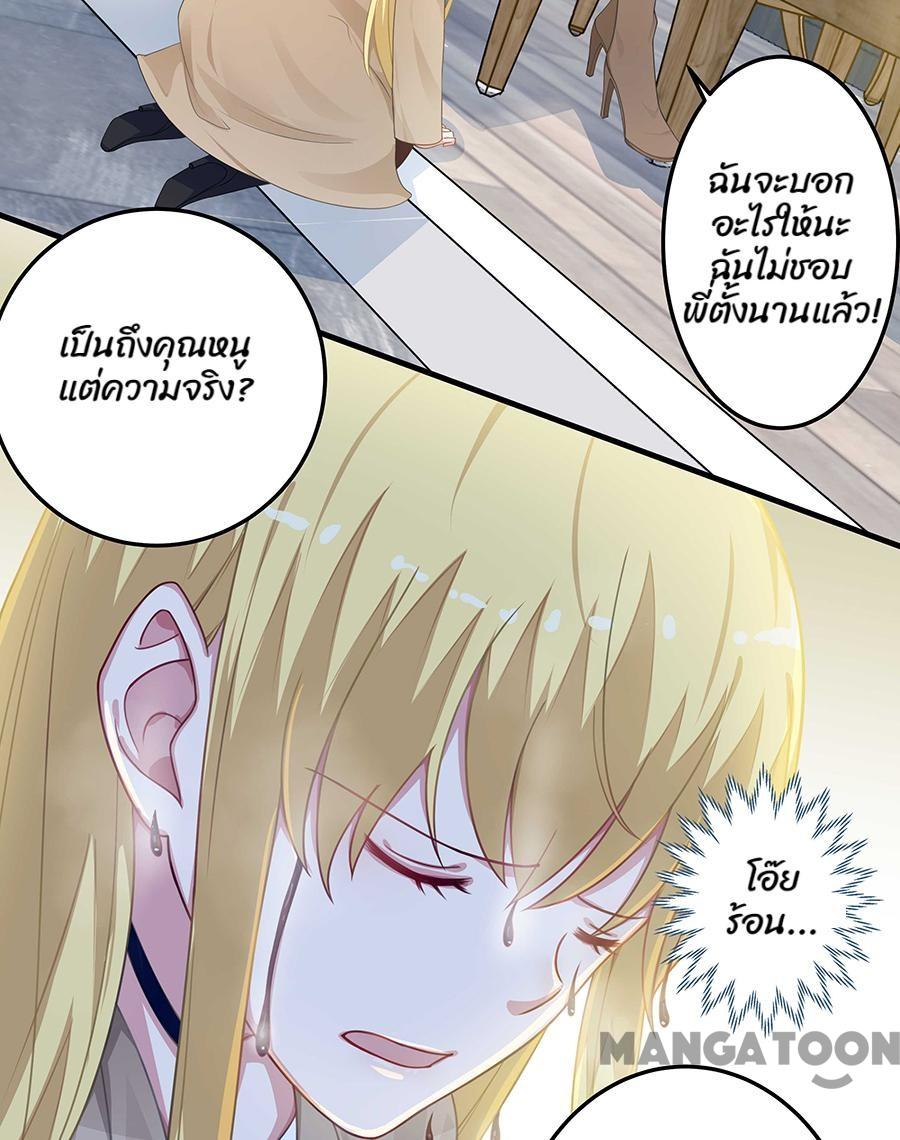 ฉันจะบอก
อะไรให้นะ
ฉันไม่ชอบ
พี่ตั้งนานแล้ว!
เป็นถึงคุณหนู
แต่ความจริง?
โอ๊ย
ร้อน...
MANGATOON